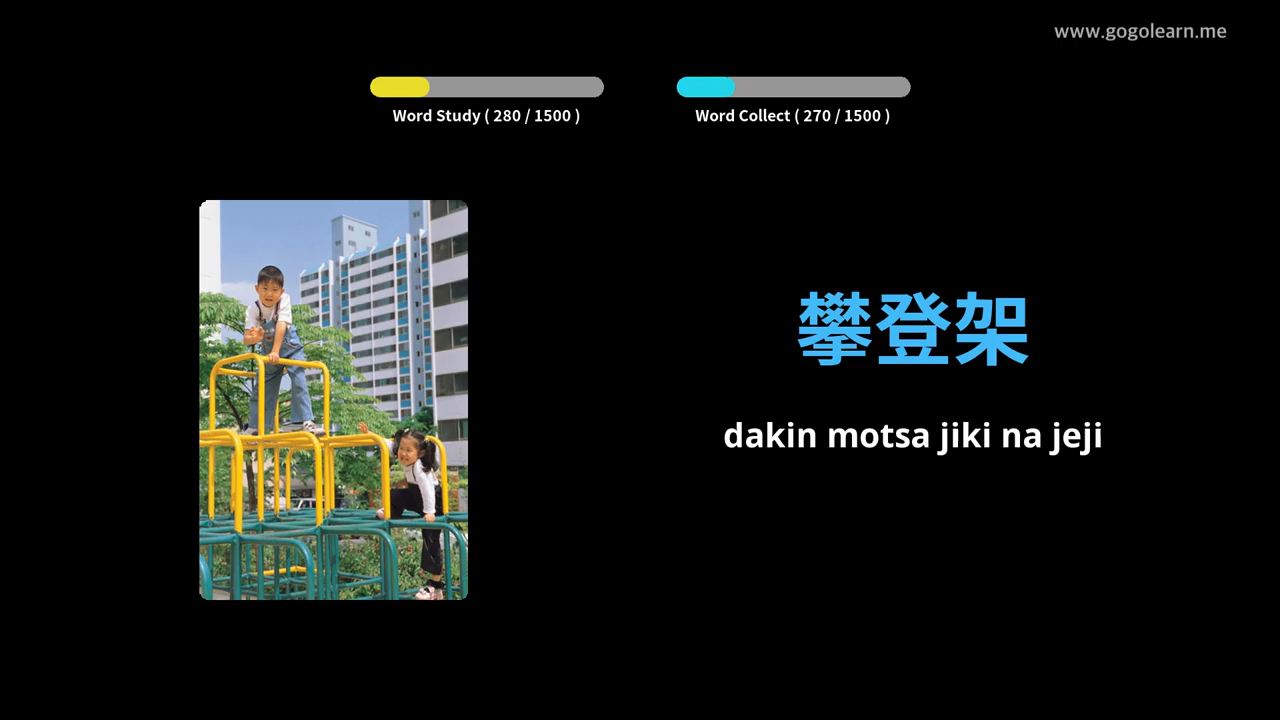 www.gogolearn.me
Word Study ( 280 / 1500 )
Word Collect ( 270 / 1500 )
攀登架
dakin motsa jiki na jeji